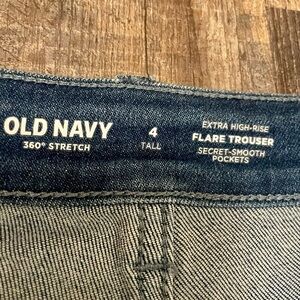 OLD NAVY
360° STRETCH
4
TALL
EXTRA HIGH-RISE
FLARE TROUSER
SECRET-SMOOTH
POCKETS